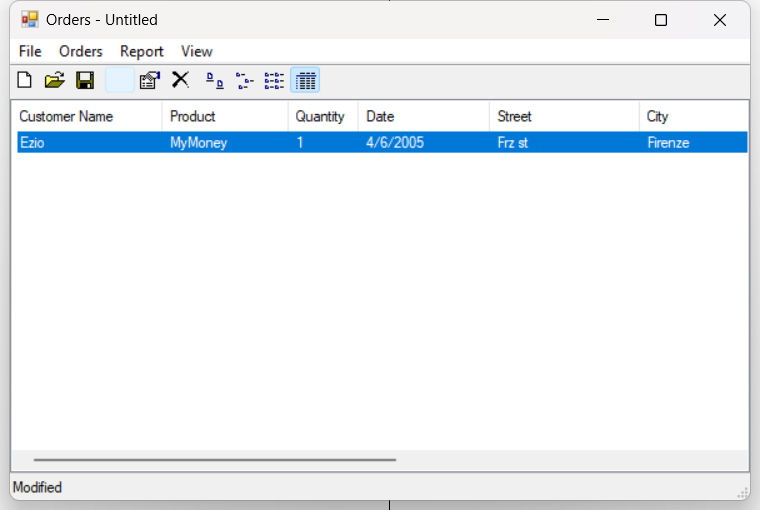 Orders - Untitled
File Orders Report View
Customer Name Product Quantity Date Street City
Ezio MyMoney 1 4/6/2005 Frz st Firenze
Modified